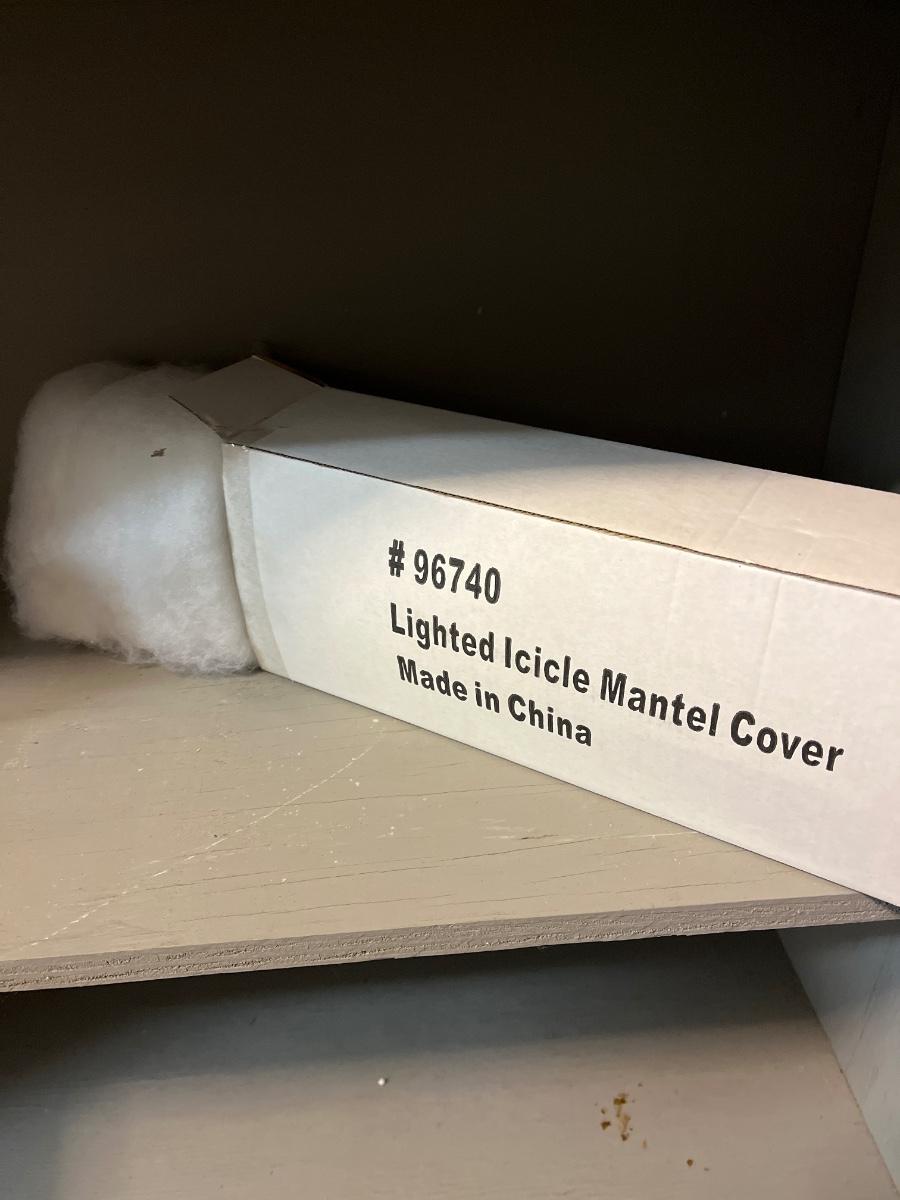 # 96740
Lighted Icicle Mantel Cover
Made in China